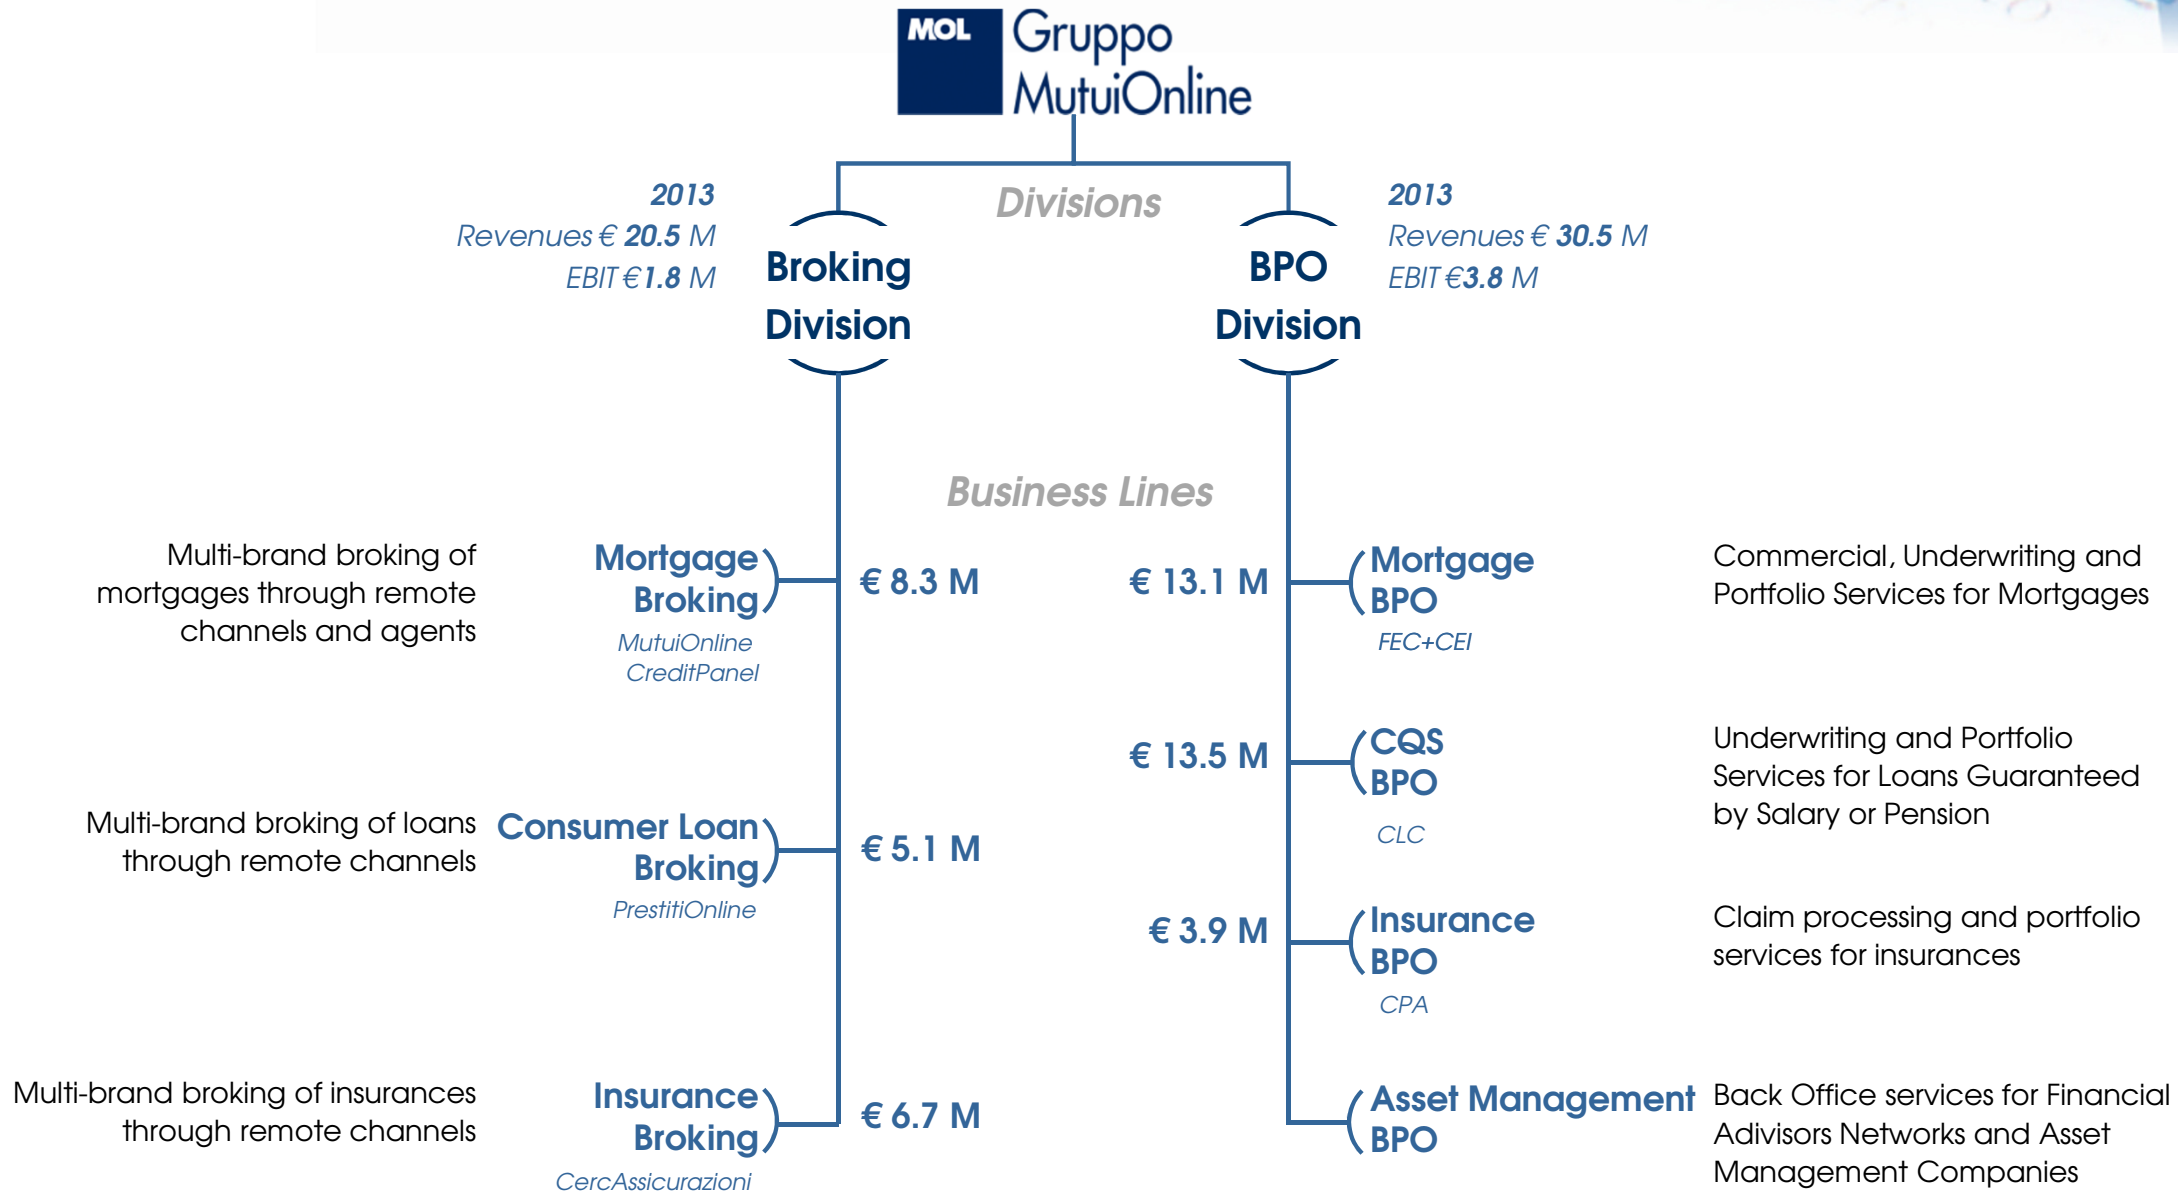 MOL
Gruppo
MutuiOnline
Divisions
2013
Revenues € 20.5 M
EBIT €1.8 M
Broking
Division
BPO
Division
2013
Revenues € 30.5 M
EBIT €3.8 M
Business Lines
Multi-brand broking of
mortgages through remote
channels and agents
Mortgage
Broking
MutuiOnline
CreditPanel
€ 8.3 M
Multi-brand broking of loans
through remote channels
Consumer Loan
Broking
PrestitiOnline
€ 5.1 M
Multi-brand broking of insurances
through remote channels
Insurance
Broking
CercAssicurazioni
€ 6.7 M
€ 13.1 M
Mortgage
BPO
FEC+CEI
Commercial, Underwriting and
Portfolio Services for Mortgages
€ 13.5 M
CQS
BPO
CLC
Underwriting and Portfolio
Services for Loans Guaranteed
by Salary or Pension
€ 3.9 M
Insurance
BPO
CPA
Claim processing and portfolio
services for insurances
Asset Management
BPO
Back Office services for Financial
Adivisors Networks and Asset
Management Companies